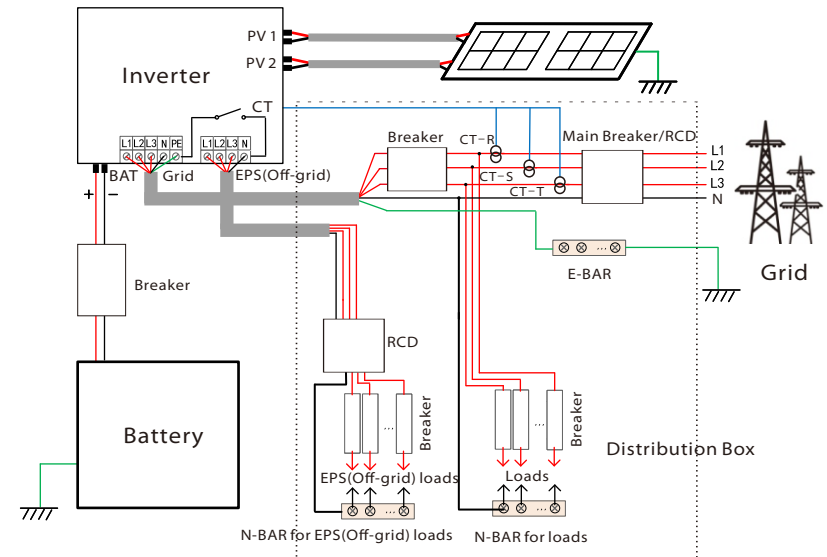 PV 1
PV 2
Inverter
CT
L1 L2 L3 N PE
L1 L2 L3 N
BAT
Grid
EPS(Off-grid)
+
−
Breaker
CT-R
CT-S
CT-T
Main Breaker/RCD
L1
L2
L3
N
Grid
... 
E-BAR
Breaker
RCD
Battery
...
Breaker
...
Breaker
EPS(Off-grid) loads
Loads
Distribution Box
...
N-BAR for EPS(Off-grid) loads
...
N-BAR for loads